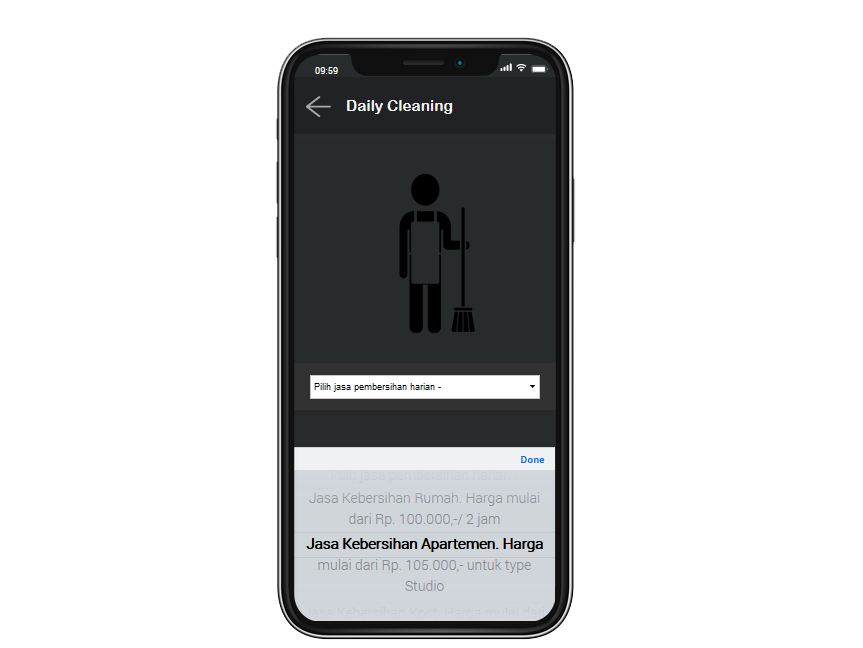 09:59
Daily Cleaning
Pilih jasa pembersihan harian -
Done
Pilih jasa pembersihan harian
Jasa Kebersihan Rumah. Harga mulai
dari Rp. 100.000,-/ 2 jam
Jasa Kebersihan Apartemen. Harga
mulai dari Rp. 105.000,- untuk type
Studio
Jasa Kebersihan Kost. Harga mulai dari